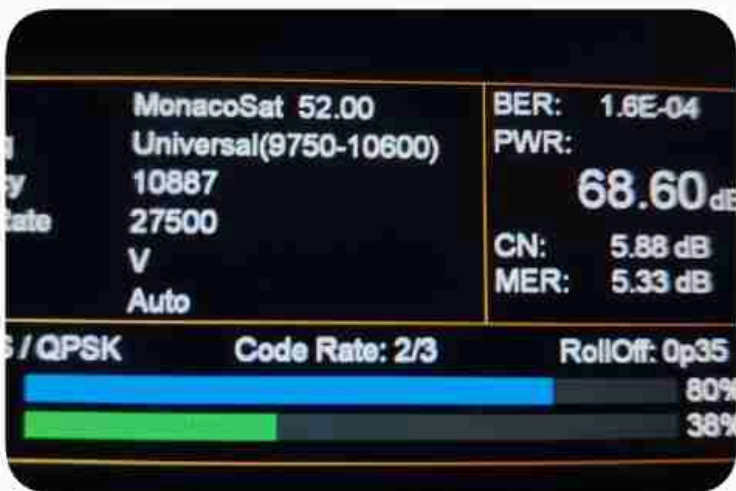 MonacoSat 52.00
Universal(9750-10600)
10887
27500
V
Auto
BER: 1.6E-04
PWR:
68.60 dB
CN: 5.88 dB
MER: 5.33 dB
S / QPSK Code Rate: 2/3 RollOff: 0p35
80%
38%